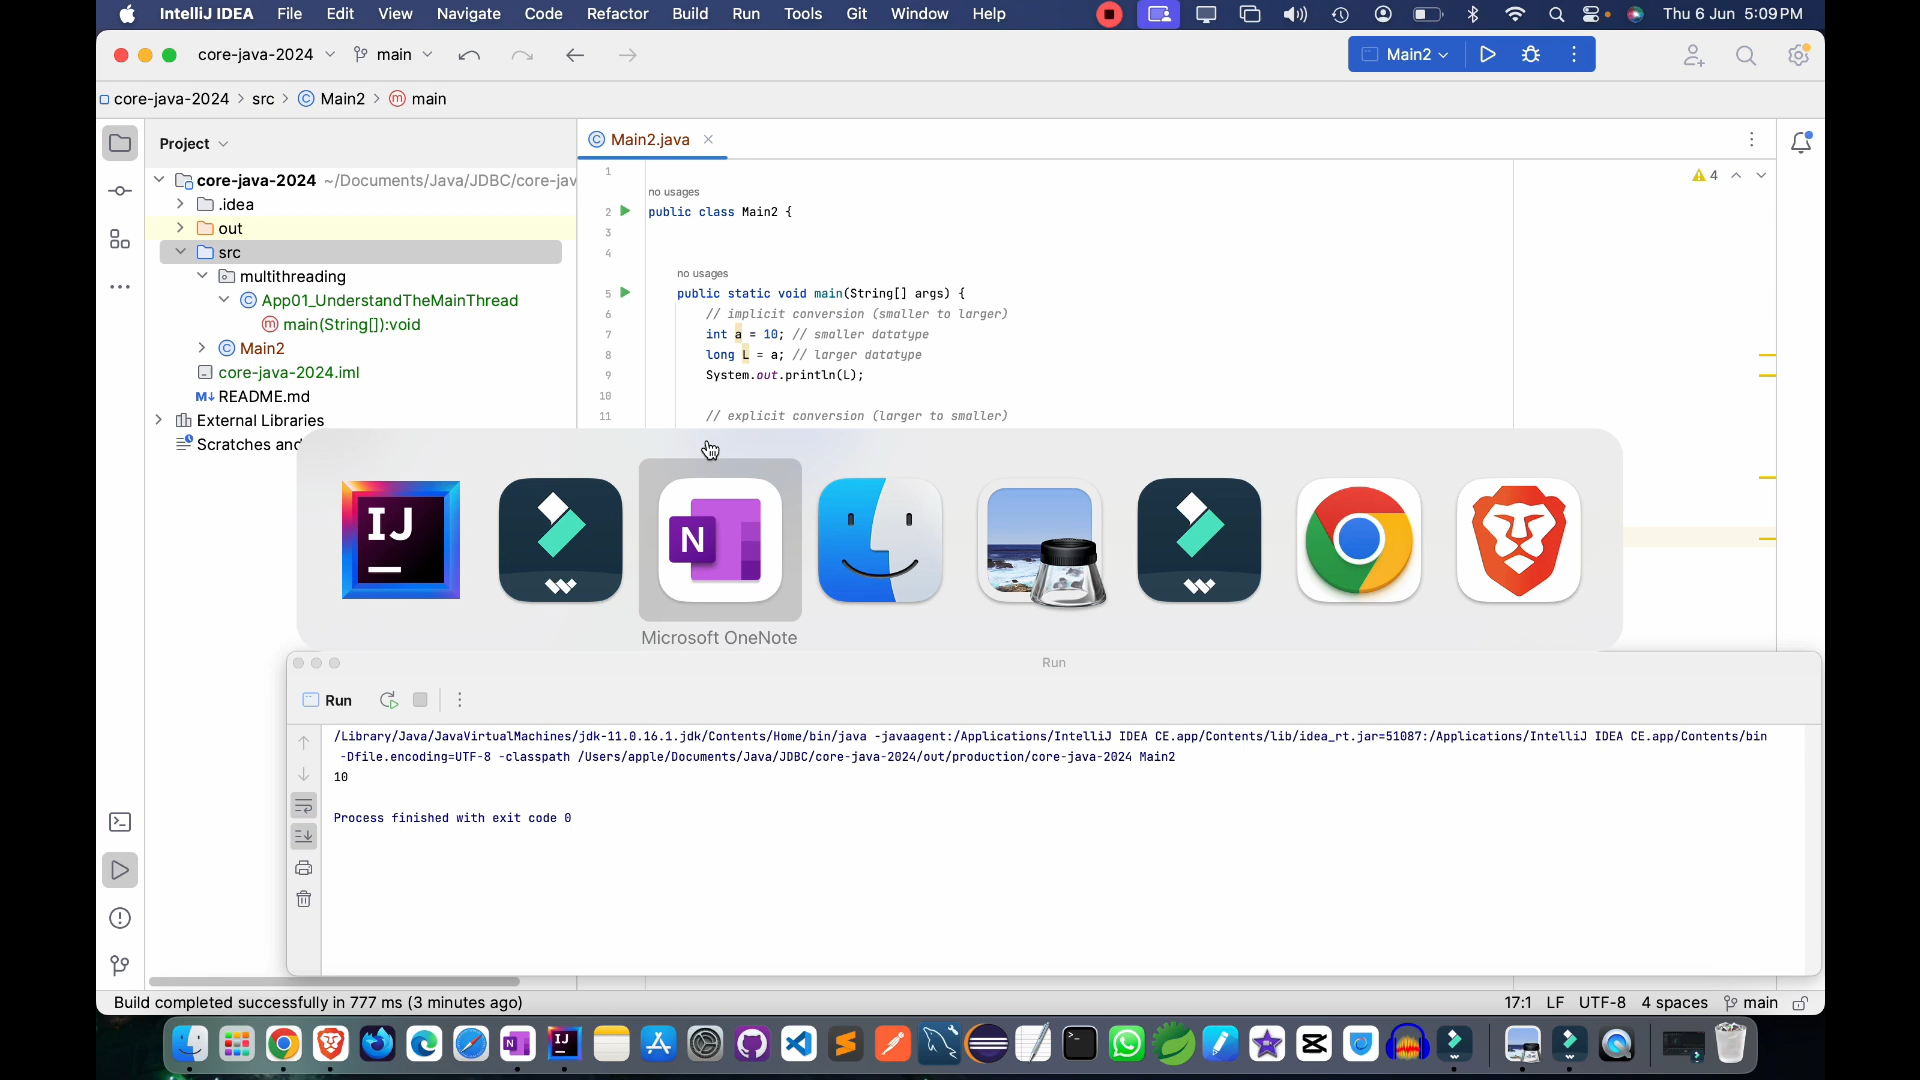 IntelliJ IDEA File Edit View Navigate Code Refactor Build Run Tools Git Window Help Thu 6 Jun 5:09 PM
core-java-2024 main Main2
core-java-2024 > src > Main2 > main
Project
Main2.java
core-java-2024 ~/Documents/Java/JDBC/core-jav
.idea
out
src
multithreading
App01_UnderstandTheMainThread
main(String[]):void
Main2
core-java-2024.iml
README.md
External Libraries
Scratches and
4
1
no usages
2 public class Main2 {
3
4
no usages
5 public static void main(String[] args) {
6 // implicit conversion (smaller to larger)
7 int a = 10; // smaller datatype
8 long L = a; // larger datatype
9 System.out.println(L);
10
11 // explicit conversion (larger to smaller)
IJ
N
Microsoft OneNote
Run
Run
/Library/Java/JavaVirtualMachines/jdk-11.0.16.1.jdk/Contents/Home/bin/java -javaagent:/Applications/IntelliJ IDEA CE.app/Contents/lib/idea_rt.jar=51087:/Applications/IntelliJ IDEA CE.app/Contents/bin
-Dfile.encoding=UTF-8 -classpath /Users/apple/Documents/Java/JDBC/core-java-2024/out/production/core-java-2024 Main2
10
Process finished with exit code 0
Build completed successfully in 777 ms (3 minutes ago) 17:1 LF UTF-8 4 spaces main